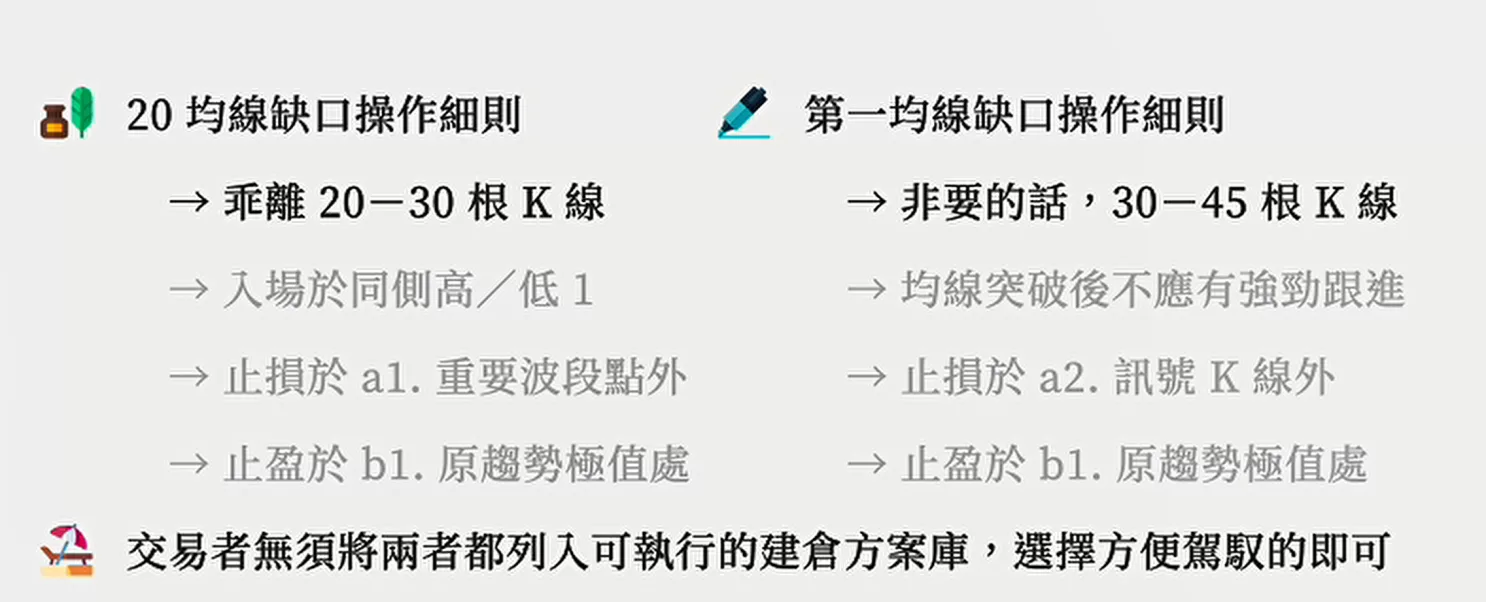 20 均線缺口操作細則
→ 乖離 20－30 根 K 線
→ 入場於同側高／低 1
→ 止損於 a1. 重要波段點外
→ 止盈於 b1. 原趨勢極值處
第一均線缺口操作細則
→ 非要的話，30－45 根 K 線
→ 均線突破後不應有強勁跟進
→ 止損於 a2. 訊號 K 線外
→ 止盈於 b1. 原趨勢極值處
交易者無須將兩者都列入可執行的建倉方案庫，選擇方便駕馭的即可